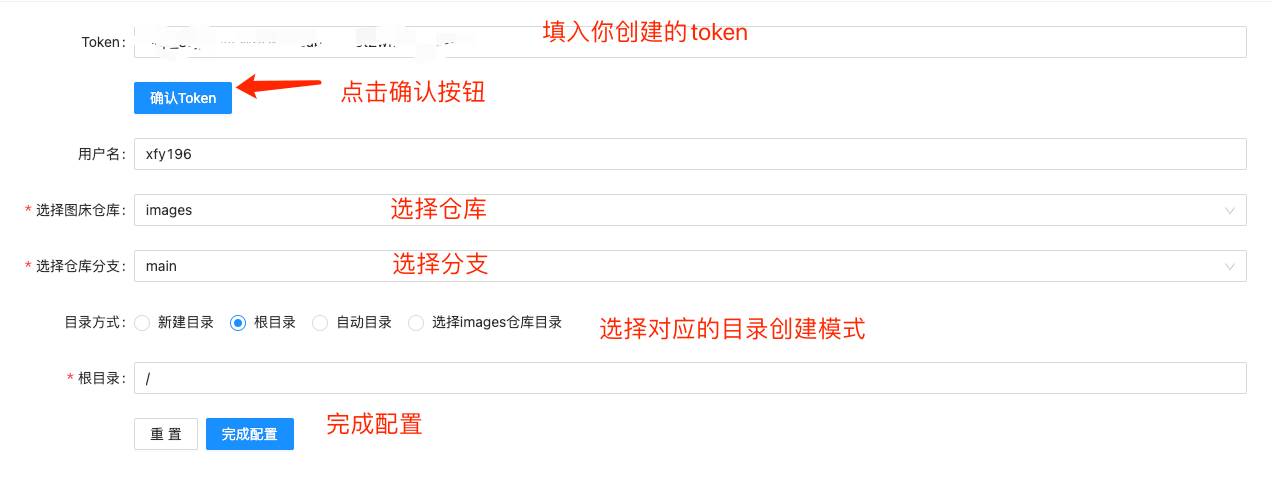 Token: 填入你创建的token
确认Token 点击确认按钮
用户名: xfy196
* 选择图床仓库: images 选择仓库
* 选择仓库分支: main 选择分支
目录方式: 新建目录 根目录 自动目录 选择images仓库目录 选择对应的目录创建模式
* 根目录: /
重 置 完成配置 完成配置